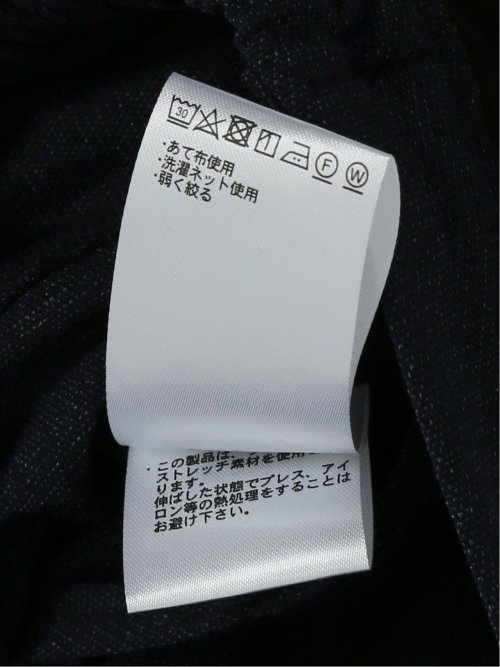 30 F W
・あて布使用
・洗濯ネット使用
・弱く絞る
・この製品は、
ストレッチ素材を使用
ります。
伸ばした状態でプレス、アイ
ロン等の熱処理をすることは
お避け下さい。